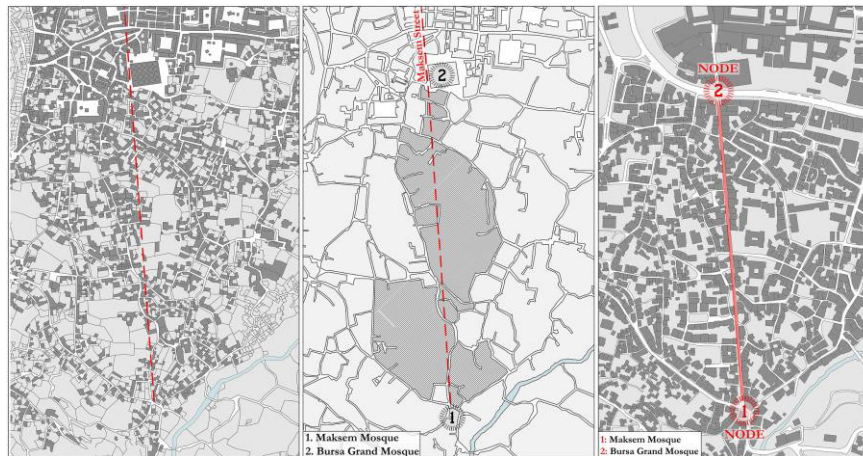 Maksem Street
2
1
1. Maksem Mosque
2. Bursa Grand Mosque
NODE
2
1
NODE
1: Maksem Mosque
2: Bursa Grand Mosque